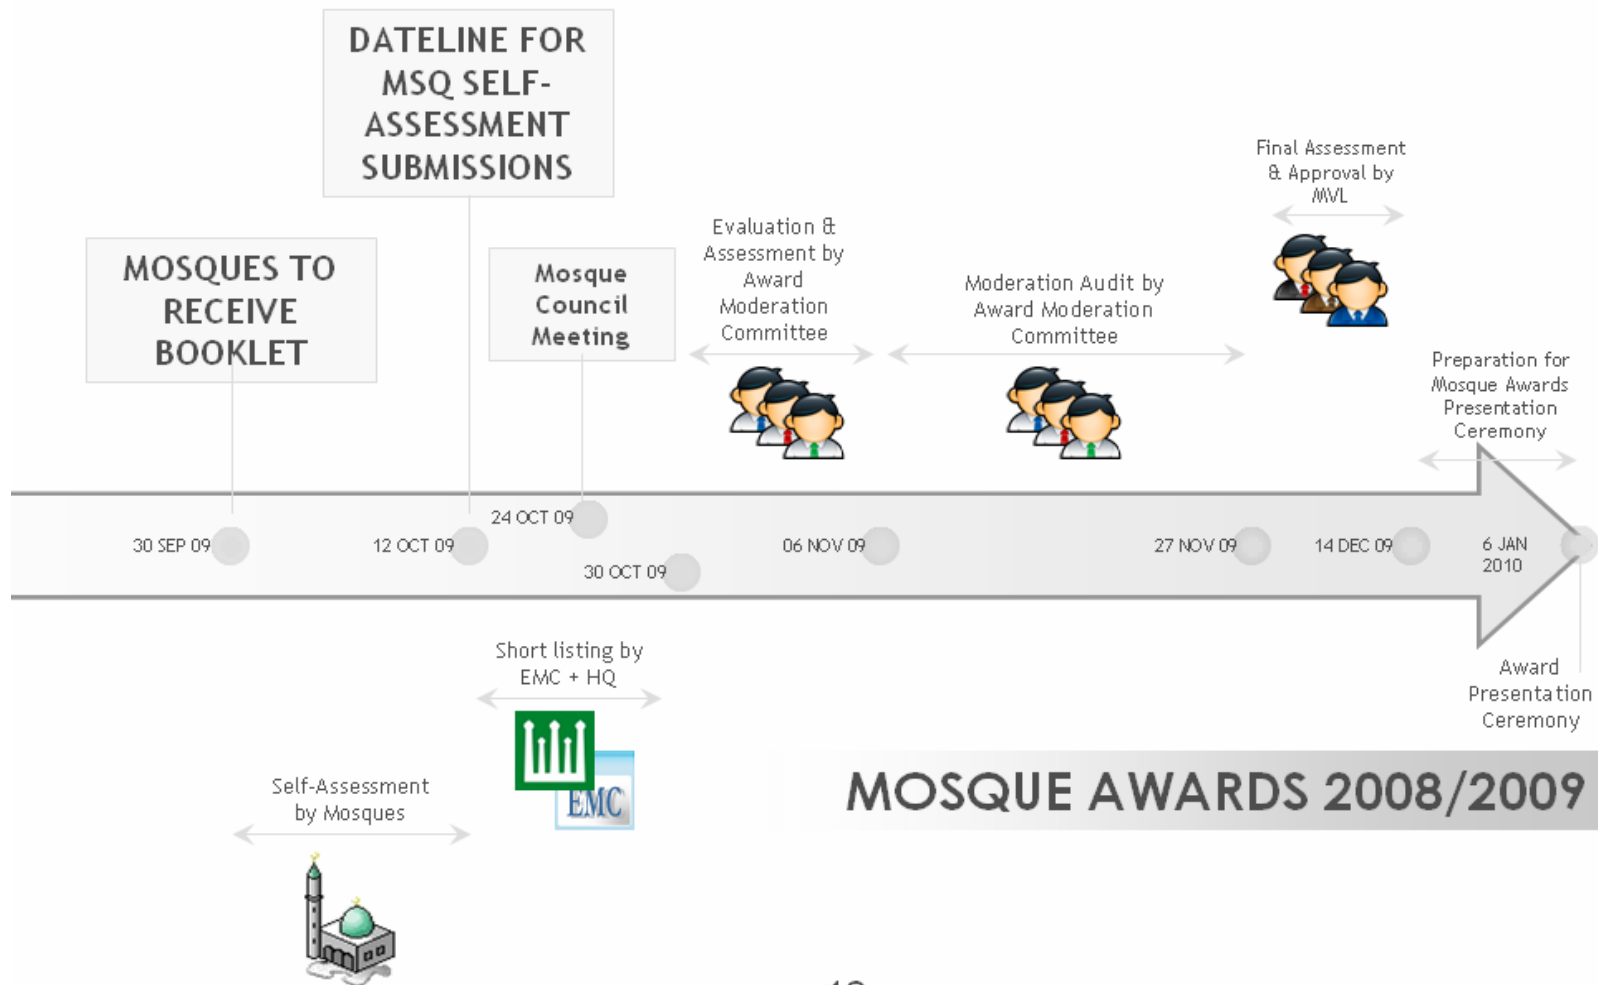 DATELINE FOR
MSQ SELF-
ASSESSMENT
SUBMISSIONS
MOSQUES TO
RECEIVE
BOOKLET
Mosque
Council
Meeting
Evaluation &
Assessment by
Award
Moderation
Committee
Moderation Audit by
Award Moderation
Committee
Final Assessment
& Approval by
MVL
Preparation for
Mosque Awards
Presentation
Ceremony
30 SEP 09
12 OCT 09
24 OCT 09
30 OCT 09
06 NOV 09
27 NOV 09
14 DEC 09
6 JAN
2010
Short listing by
EMC + HQ
EMC
Self-Assessment
by Mosques
Award
Presentation
Ceremony
MOSQUE AWARDS 2008/2009